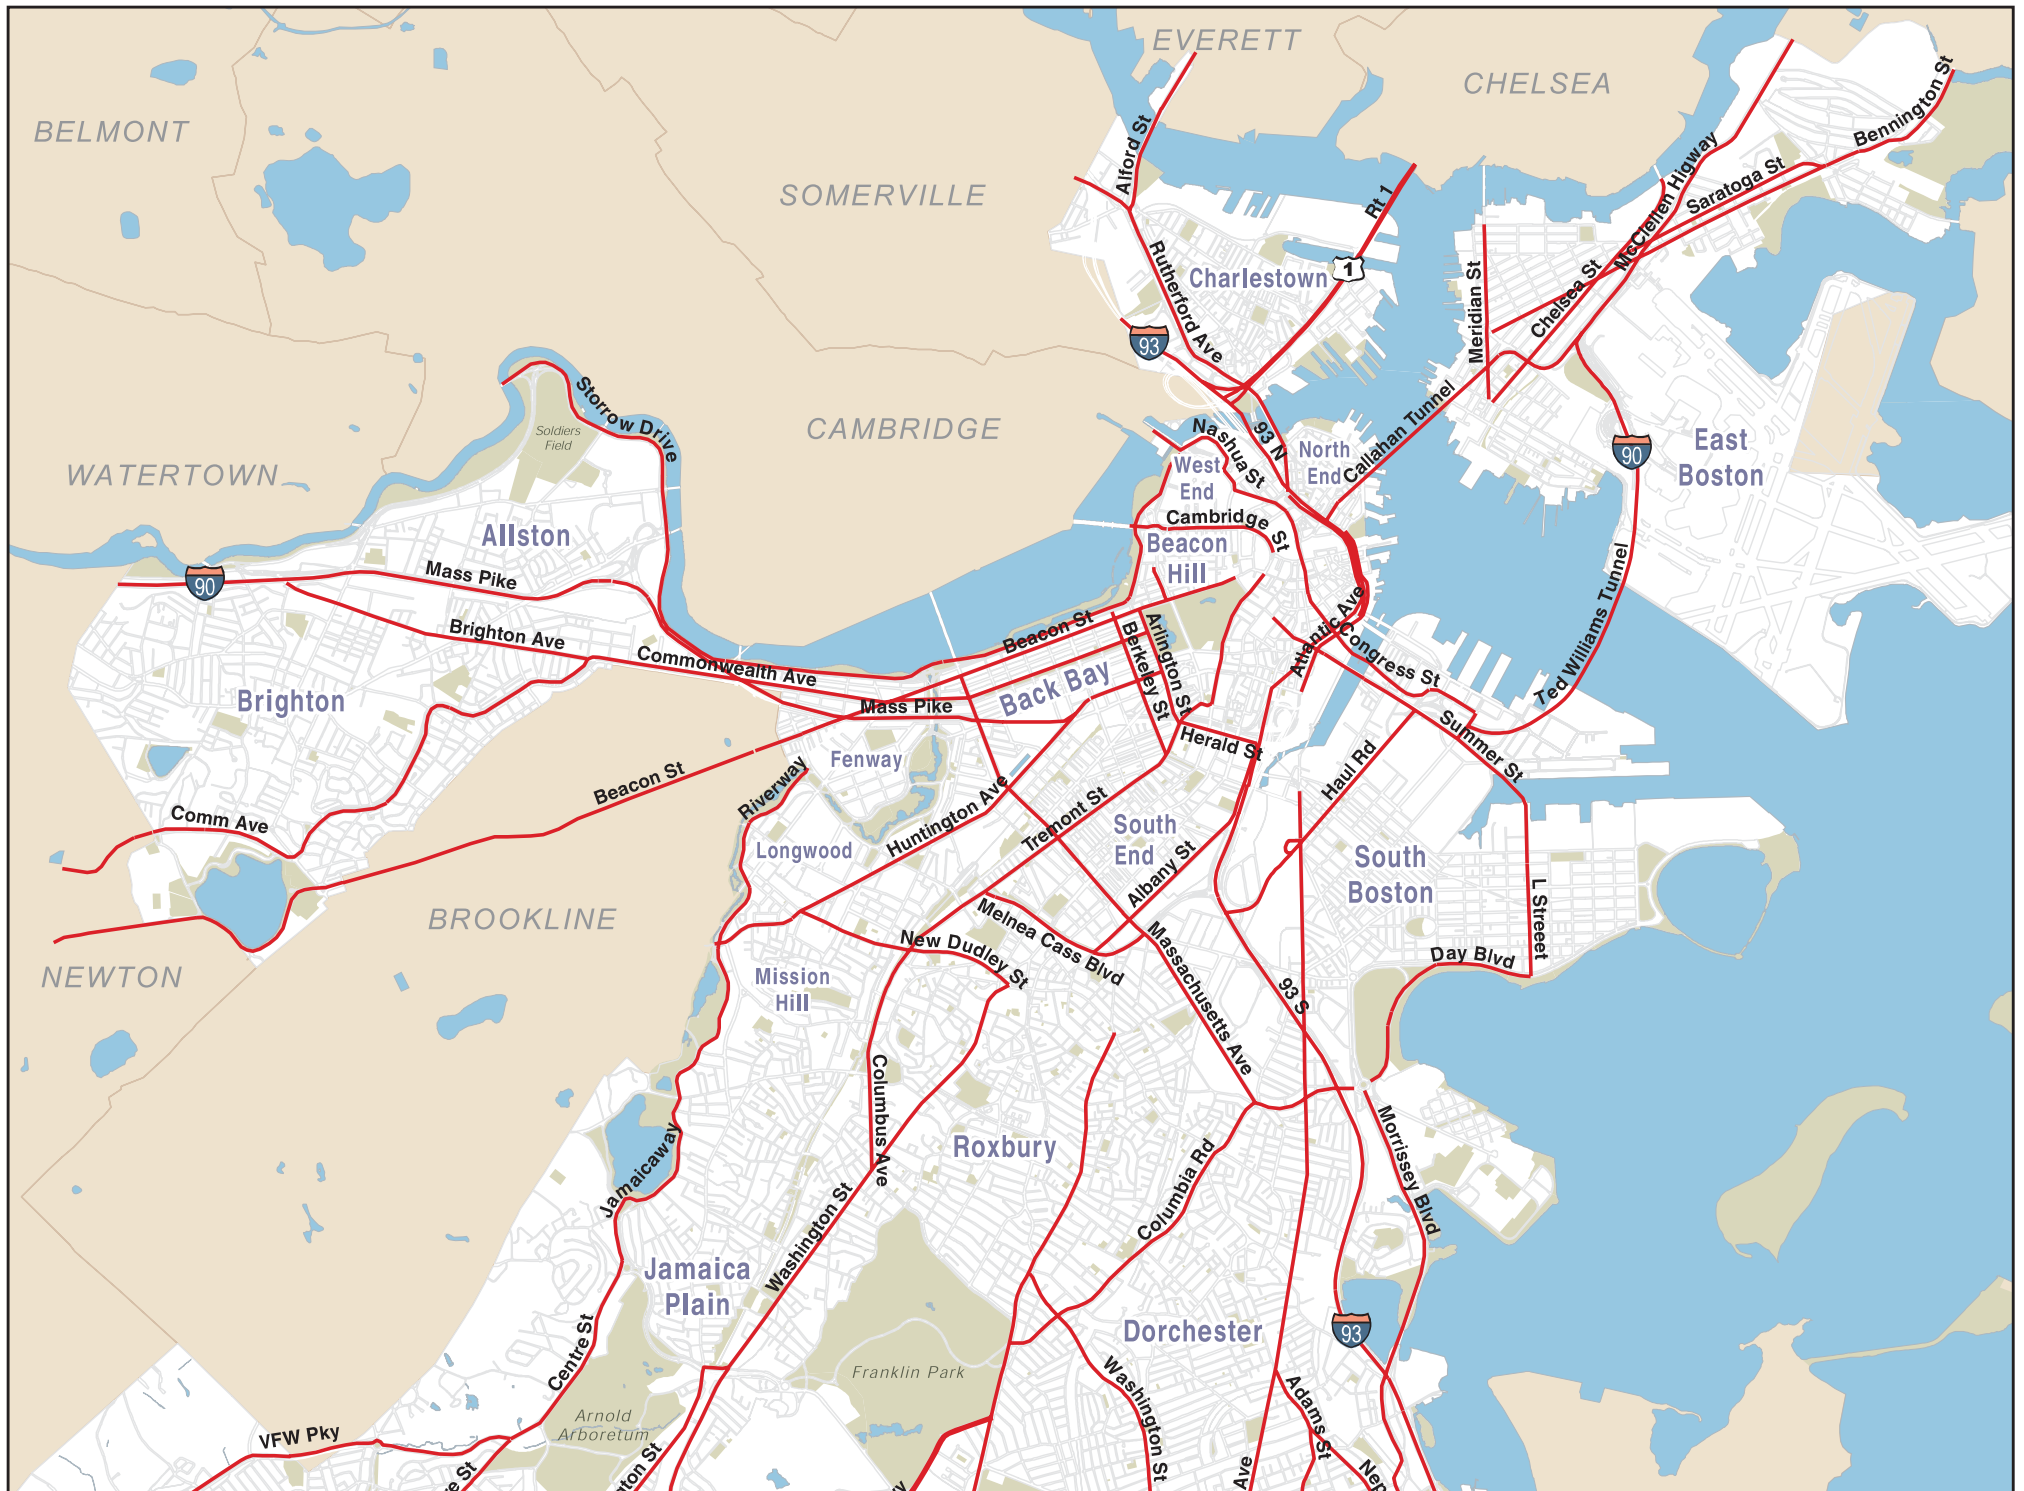 EVERETT
CHELSEA
BELMONT
SOMERVILLE
CAMBRIDGE
WATERTOWN
BROOKLINE
NEWTON
Alford St
Rt 1
1
Bennington St
Saratoga St
McClellen Higway
Chelsea St
Meridian St
Charlestown
Rutherford Ave
93
Callahan Tunnel
93 N
Nashua St
North
End
West
End
East
Boston
90
Storrow Drive
Soldiers
Field
Allston
90
Mass Pike
Brighton Ave
Commonwealth Ave
Cambridge St
Beacon
Hill
Beacon St
Arlington St
Berkeley St
Back Bay
Atlantic Ave
Congress St
Ted Williams Tunnel
Brighton
Mass Pike
Fenway
Herald St
Summer St
Haul Rd
Beacon St
Riverway
Comm Ave
Huntington Ave
Tremont St
South
End
Longwood
Albany St
South
Boston
L Streeet
Day Blvd
Melnea Cass Blvd
New Dudley St
Massachusetts Ave
93 S
Mission
Hill
Columbus Ave
Roxbury
Columbia Rd
Morrissey Blvd
Jamaicaway
Washington St
Jamaica
Plain
Centre St
Dorchester
93
Franklin Park
Washington St
Adams St
Arnold
Arboretum
VFW Pky
e St
ton St
y
Ave
Nep